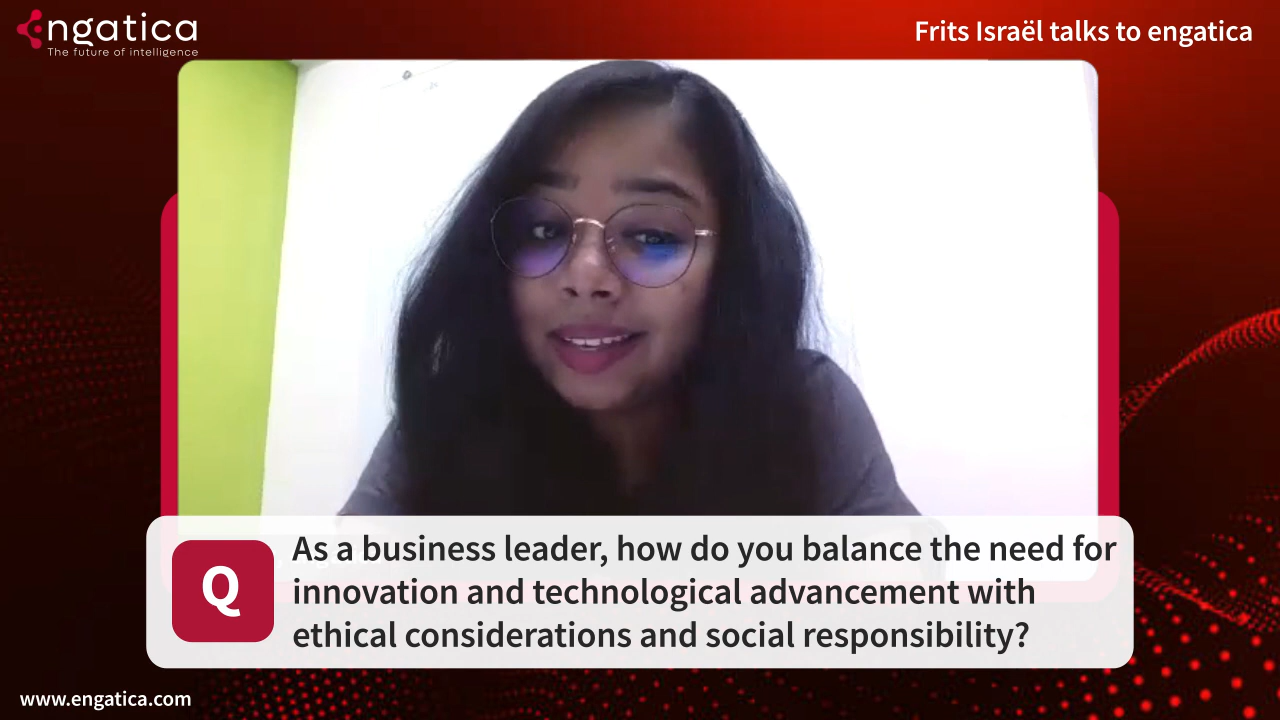 engatica
The future of intelligence
Frits Israël talks to engatica
Q
As a business leader, how do you balance the need for
innovation and technological advancement with
ethical considerations and social responsibility?
www.engatica.com